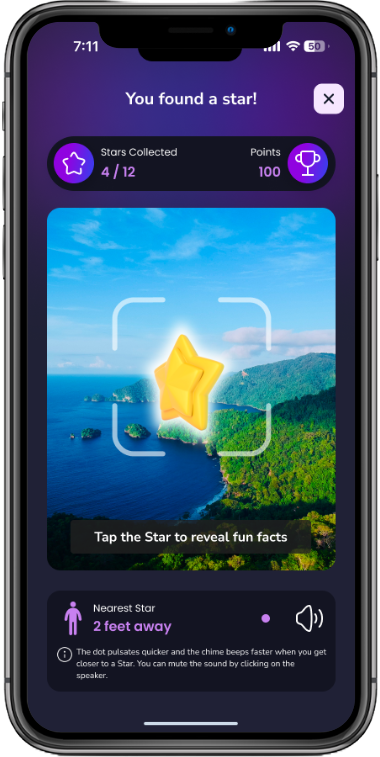 7:11
50
You found a star!
Stars Collected
4 / 12
Points
100
Tap the Star to reveal fun facts
Nearest Star
2 feet away
The dot pulsates quicker and the chime beeps faster when you get
closer to a Star. You can mute the sound by clicking on the
speaker.